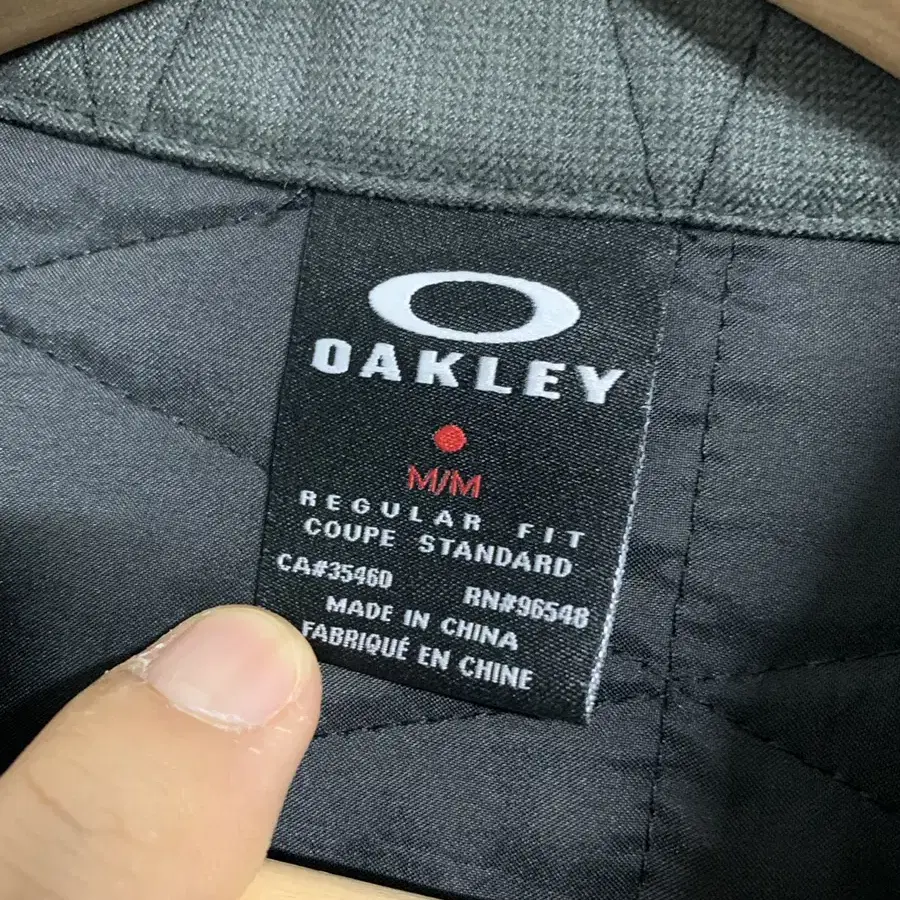 OAKLEY
M/M
REGULAR FIT
COUPE STANDARD
CA#35460 RN#96548
MADE IN CHINA
FABRIQUÉ EN CHINE